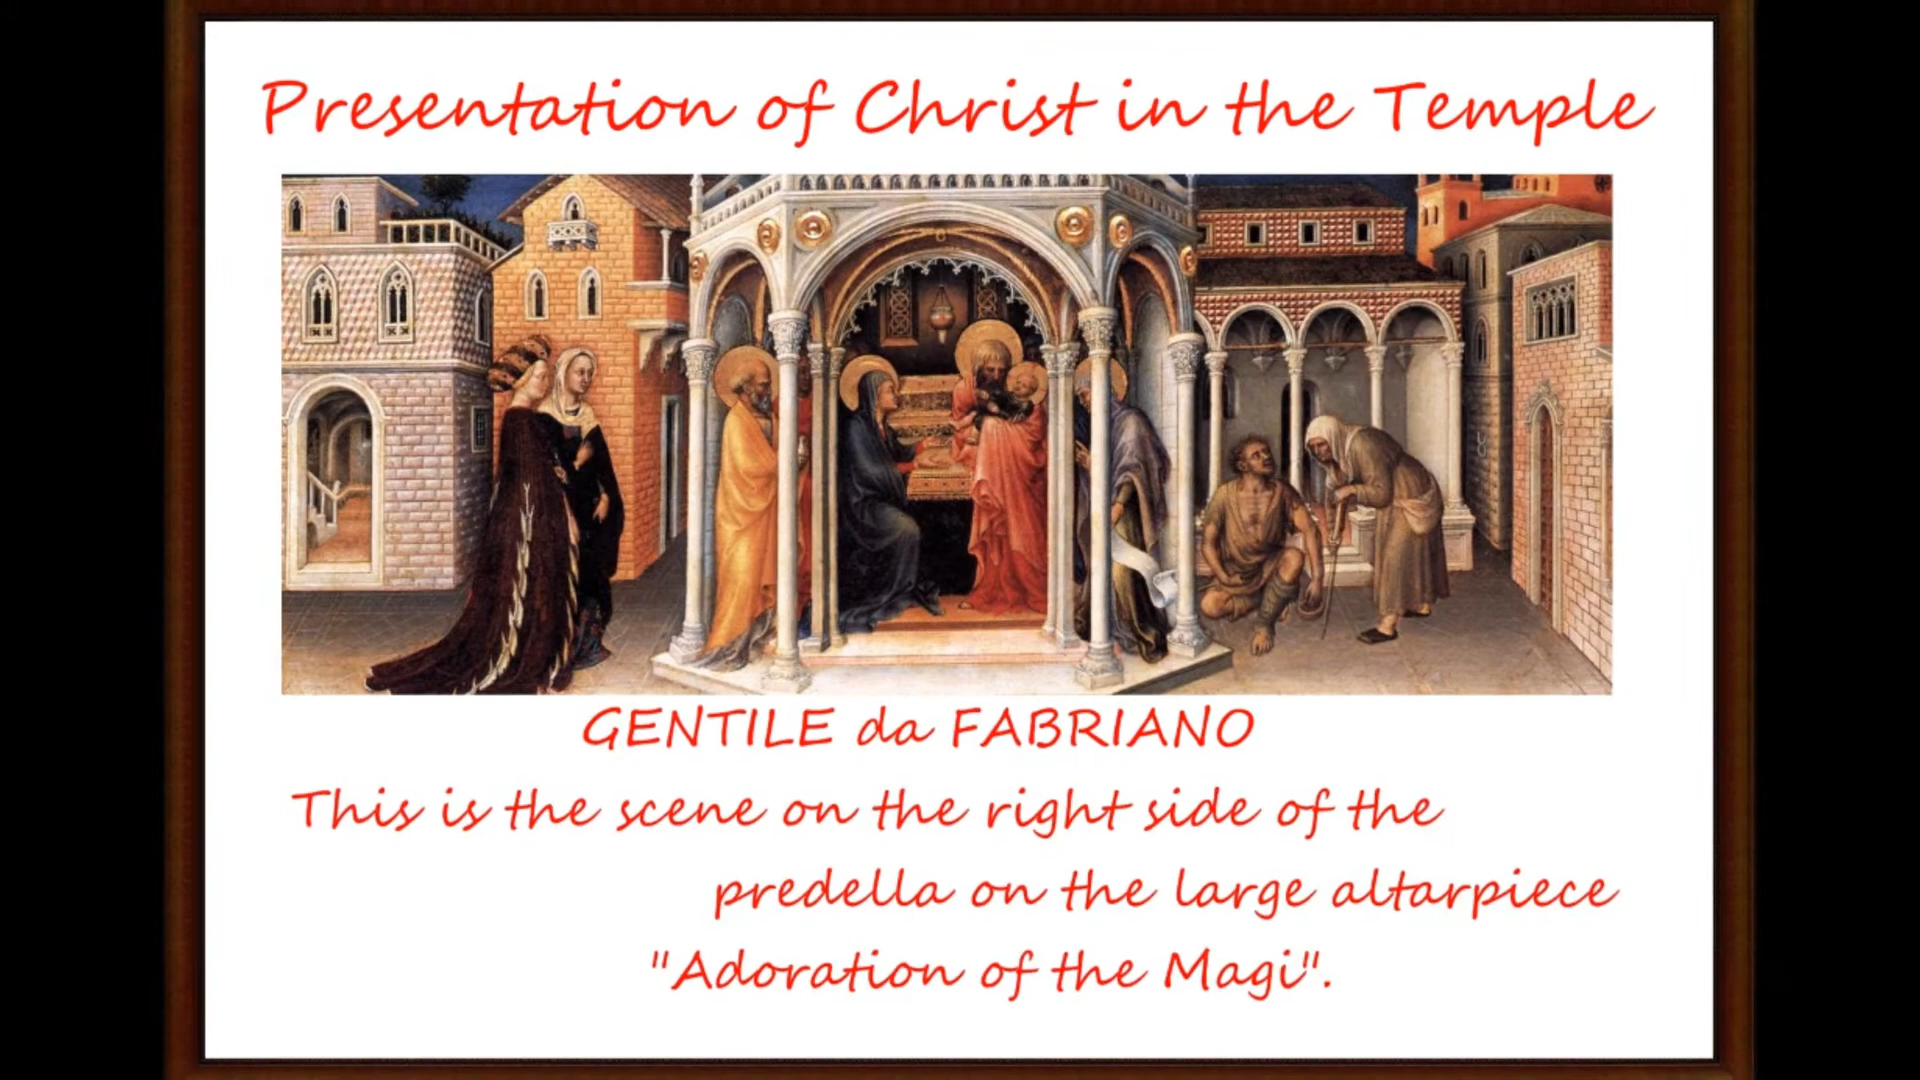 Presentation of Christ in the Temple
GENTILE da FABRIANO
This is the scene on the right side of the
predella on the large altarpiece
"Adoration of the Magi".